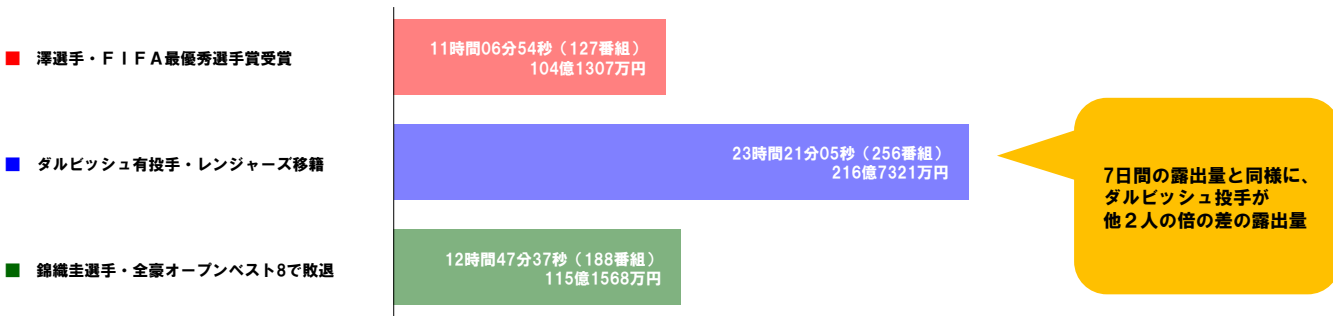 澤選手・ＦＩＦＡ最優秀選手賞受賞
11時間06分54秒（127番組）
104億1307万円
ダルビッシュ有投手・レンジャーズ移籍
23時間21分05秒（256番組）
216億7321万円
7日間の露出量と同様に、
ダルビッシュ投手が
他２人の倍の差の露出量
錦織圭選手・全豪オープンベスト8で敗退
12時間47分37秒（188番組）
115億1568万円